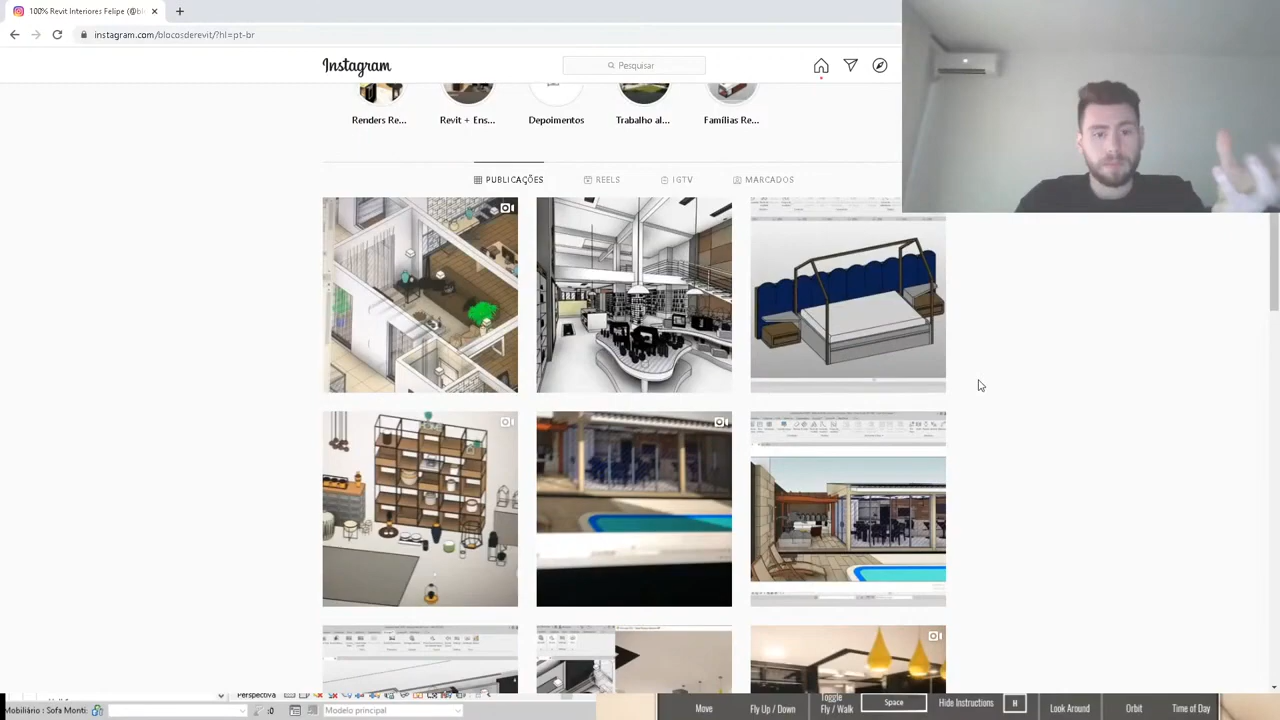 100% Revit Interiores Felipe (@bl
instagram.com/blocosderevit/?hl=pt-br
Instagram
Pesquisar
Renders Re...
Revit + Ens...
Depoimentos
Trabalho al...
Famílias Re...
PUBLICAÇÕES
REELS
IGTV
MARCADOS
Perspectiva
Mobiliário : Sofa Monti:
:0
Modelo principal
Move
Fly Up / Down
Toggle
Fly / Walk
Space
Hide Instructions
H
Look Around
Orbit
Time of Day